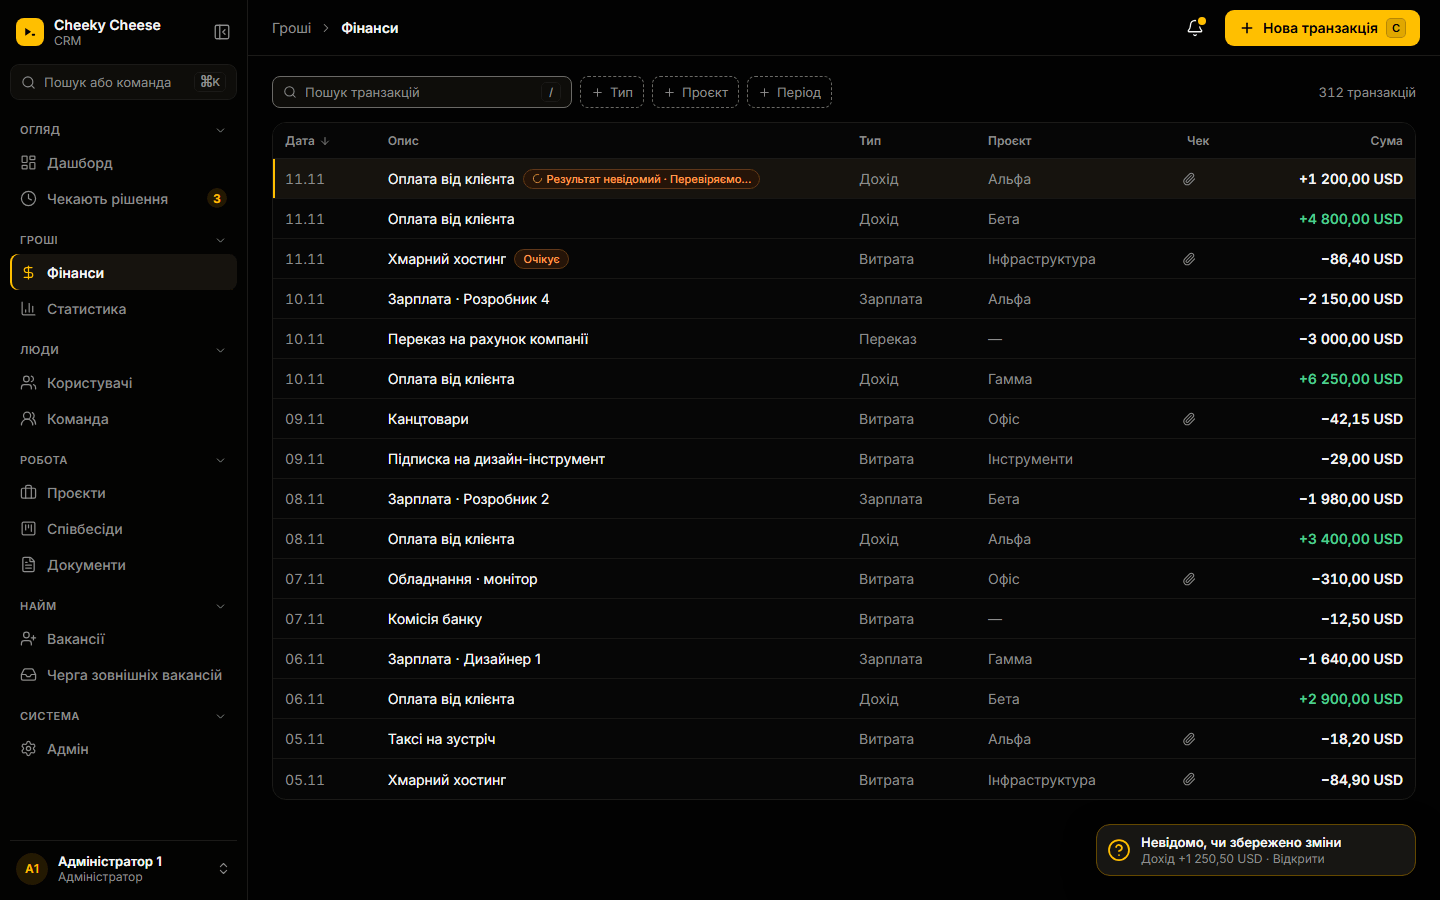 Cheeky Cheese
CRM
Пошук або команда ⌘K
ОГЛЯД
Дашборд
Чекають рішення 3
ГРОШІ
Фінанси
Статистика
ЛЮДИ
Користувачі
Команда
РОБОТА
Проєкти
Співбесіди
Документи
НАЙМ
Вакансії
Черга зовнішніх вакансій
СИСТЕМА
Адмін
A1 Адміністратор 1
Адміністратор
Гроші > Фінанси
+ Нова транзакція C
Пошук транзакцій /
+ Тип + Проєкт + Період
312 транзакцій
Дата ↓ Опис Тип Проєкт Чек Сума
11.11 Оплата від клієнта Результат невідомий · Перевіряємо... Дохід Альфа +1 200,00 USD
11.11 Оплата від клієнта Дохід Бета +4 800,00 USD
11.11 Хмарний хостинг Очікує Витрата Інфраструктура −86,40 USD
10.11 Зарплата · Розробник 4 Зарплата Альфа −2 150,00 USD
10.11 Переказ на рахунок компанії Переказ — −3 000,00 USD
10.11 Оплата від клієнта Дохід Гамма +6 250,00 USD
09.11 Канцтовари Витрата Офіс −42,15 USD
09.11 Підписка на дизайн-інструмент Витрата Інструменти −29,00 USD
08.11 Зарплата · Розробник 2 Зарплата Бета −1 980,00 USD
08.11 Оплата від клієнта Дохід Альфа +3 400,00 USD
07.11 Обладнання · монітор Витрата Офіс −310,00 USD
07.11 Комісія банку Витрата — −12,50 USD
06.11 Зарплата · Дизайнер 1 Зарплата Гамма −1 640,00 USD
06.11 Оплата від клієнта Дохід Бета +2 900,00 USD
05.11 Таксі на зустріч Витрата Альфа −18,20 USD
05.11 Хмарний хостинг Витрата Інфраструктура −84,90 USD
Невідомо, чи збережено зміни
Дохід +1 250,50 USD · Відкрити